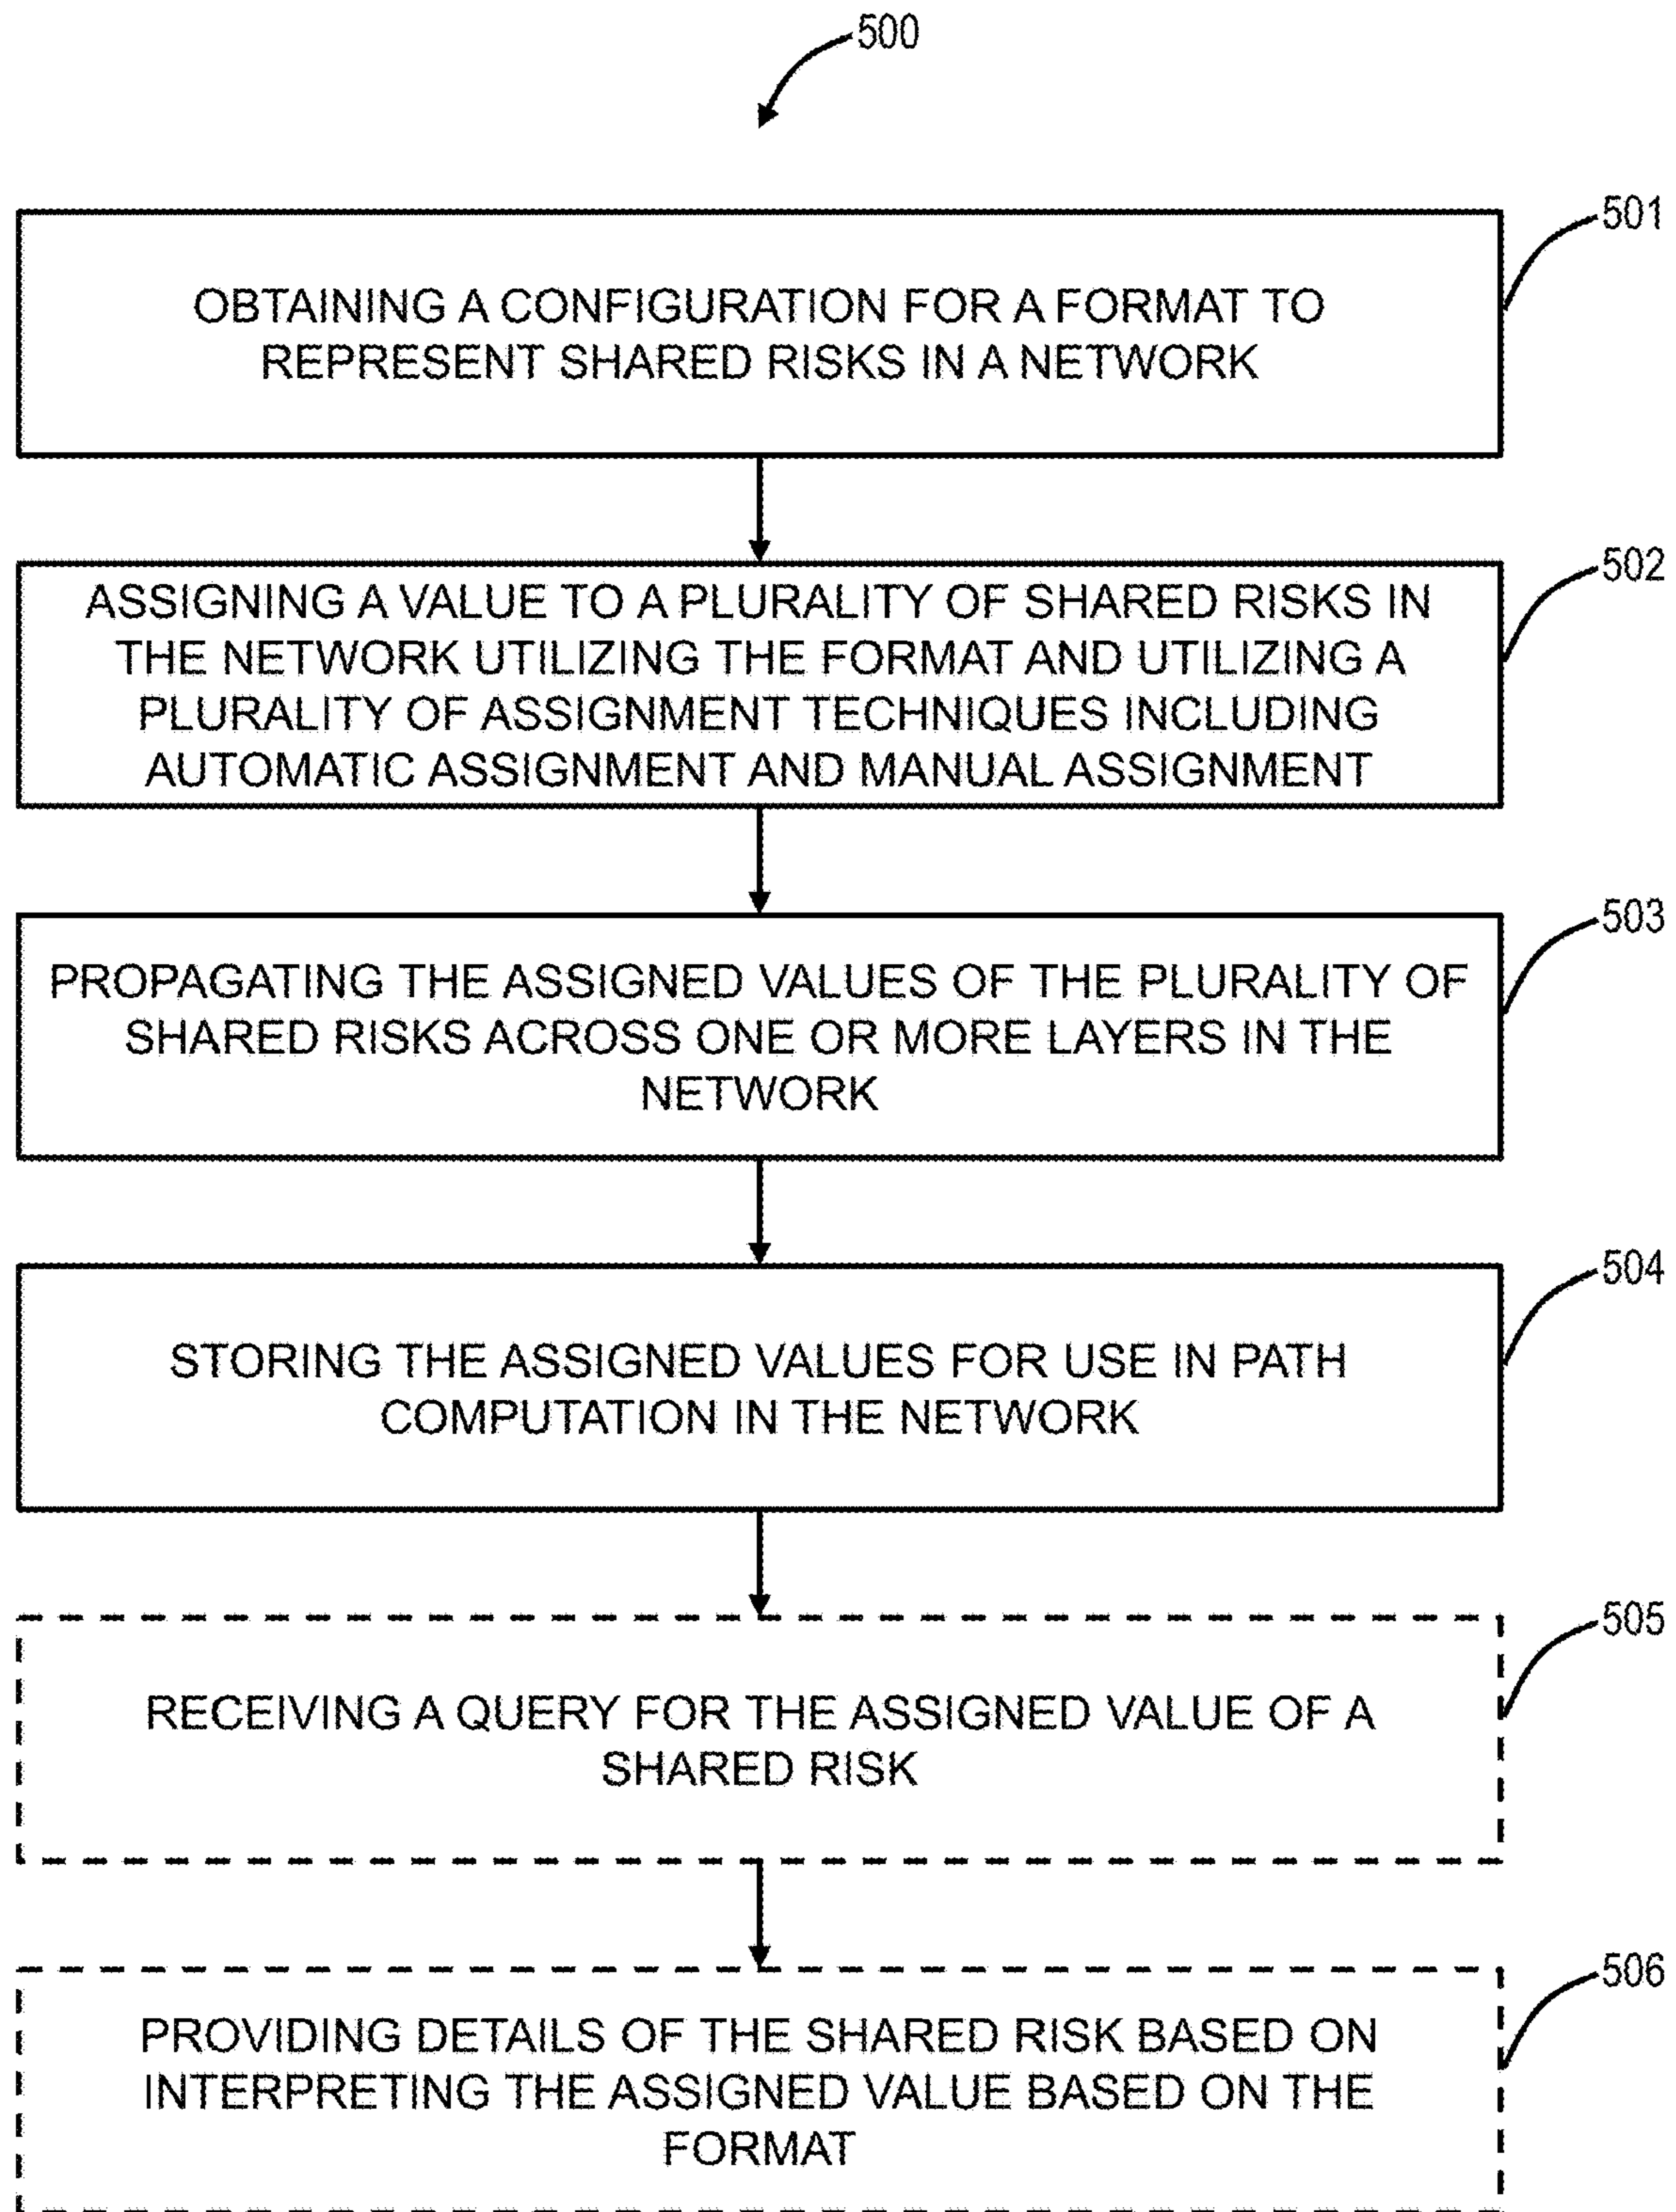 500
501
OBTAINING A CONFIGURATION FOR A FORMAT TO
REPRESENT SHARED RISKS IN A NETWORK
502
ASSIGNING A VALUE TO A PLURALITY OF SHARED RISKS IN
THE NETWORK UTILIZING THE FORMAT AND UTILIZING A
PLURALITY OF ASSIGNMENT TECHNIQUES INCLUDING
AUTOMATIC ASSIGNMENT AND MANUAL ASSIGNMENT
503
PROPAGATING THE ASSIGNED VALUES OF THE PLURALITY OF
SHARED RISKS ACROSS ONE OR MORE LAYERS IN THE
NETWORK
504
STORING THE ASSIGNED VALUES FOR USE IN PATH
COMPUTATION IN THE NETWORK
505
RECEIVING A QUERY FOR THE ASSIGNED VALUE OF A
SHARED RISK
506
PROVIDING DETAILS OF THE SHARED RISK BASED ON
INTERPRETING THE ASSIGNED VALUE BASED ON THE
FORMAT